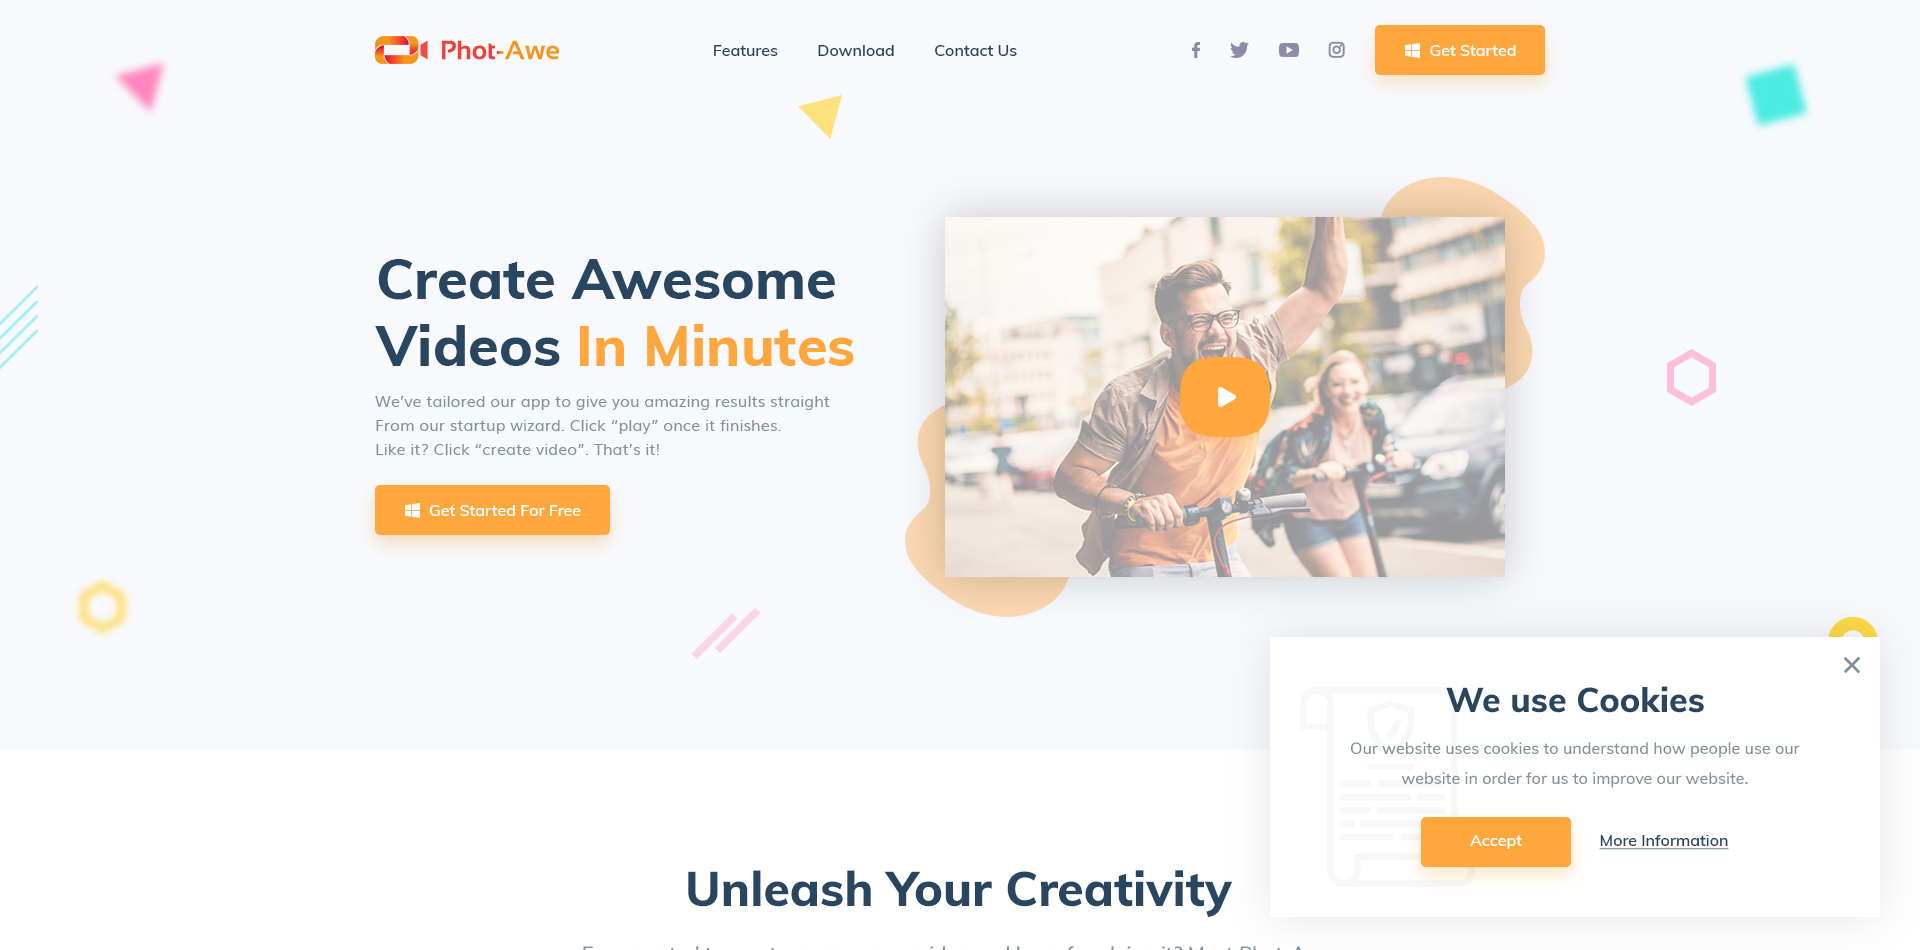 Phot-Awe
Features
Download
Contact Us
Get Started
Create Awesome
Videos In Minutes
We’ve tailored our app to give you amazing results straight
From our startup wizard. Click “play” once it finishes.
Like it? Click “create video”. That’s it!
Get Started For Free
We use Cookies
Our website uses cookies to understand how people use our
website in order for us to improve our website.
Accept
More Information
Unleash Your Creativity